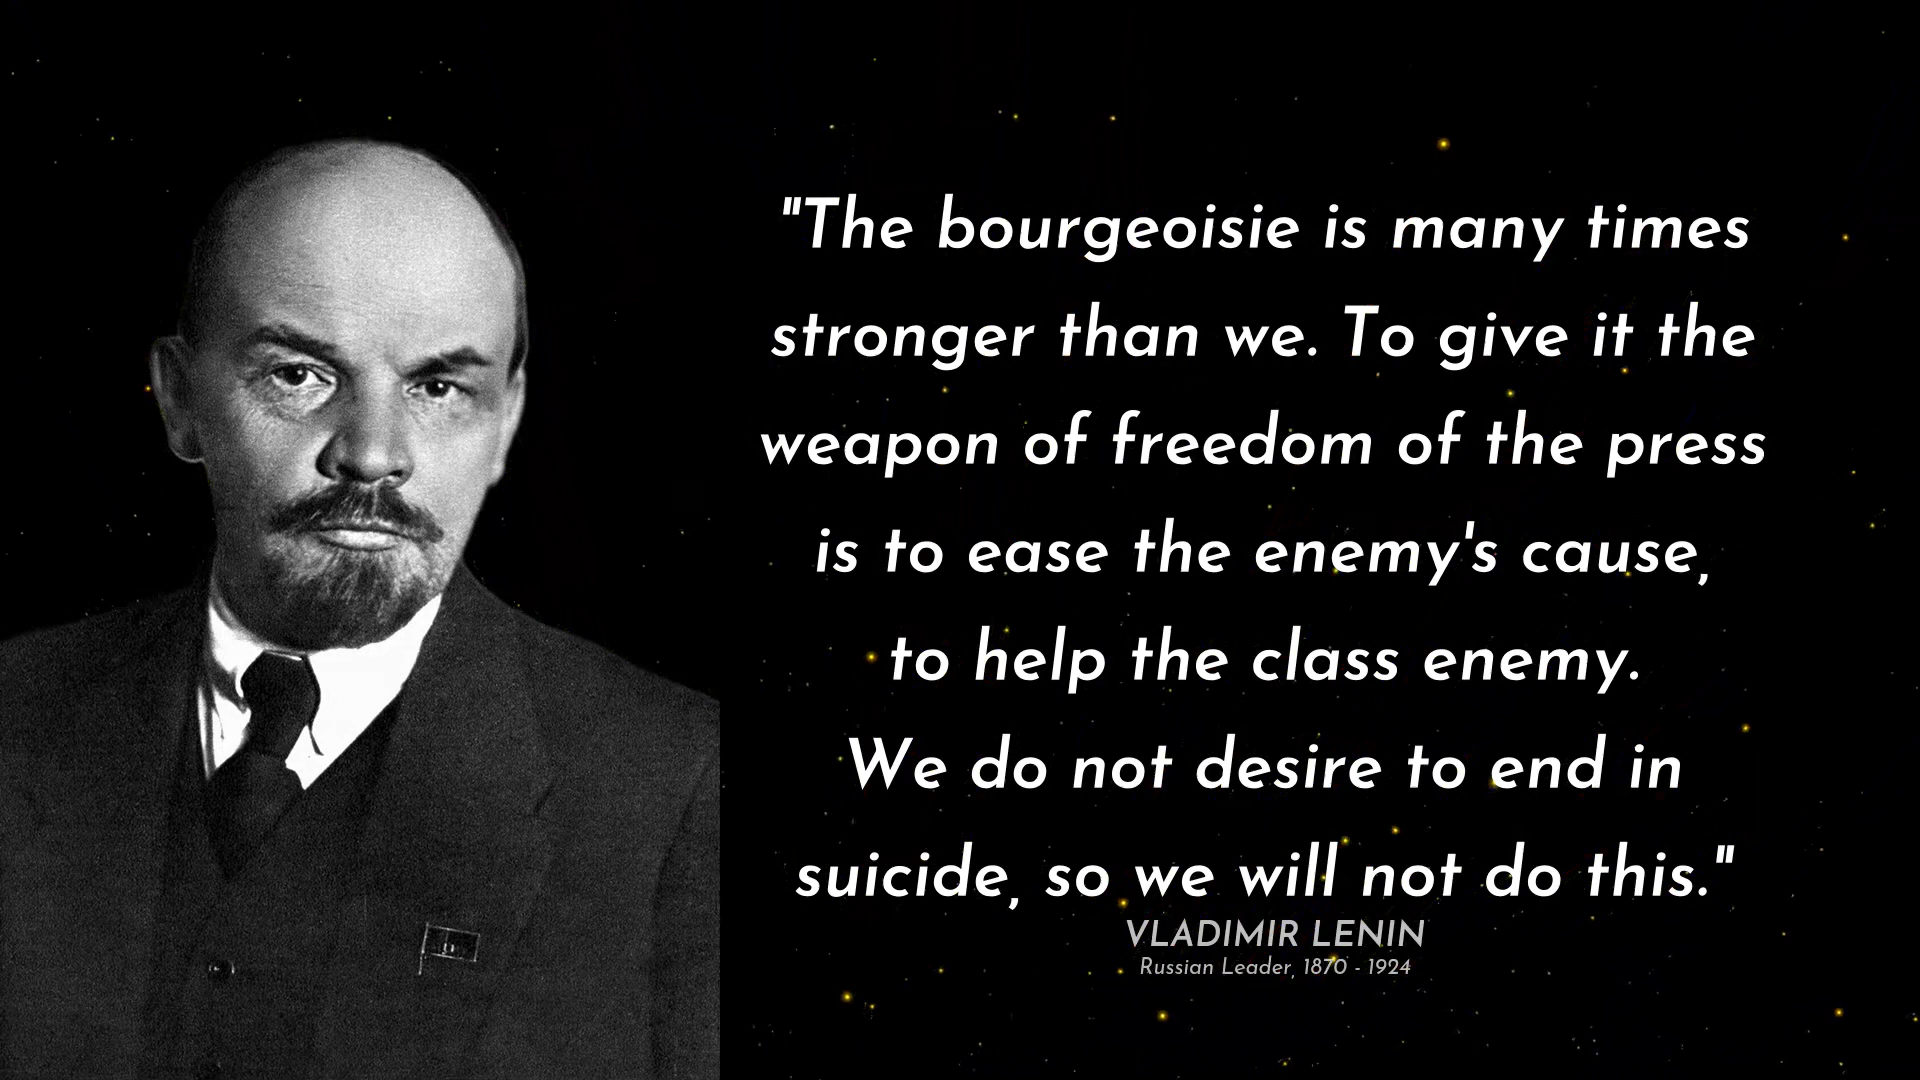 "The bourgeoisie is many times
stronger than we. To give it the
weapon of freedom of the press
is to ease the enemy's cause,
to help the class enemy.
We do not desire to end in
suicide, so we will not do this."
VLADIMIR LENIN
Russian Leader, 1870 - 1924